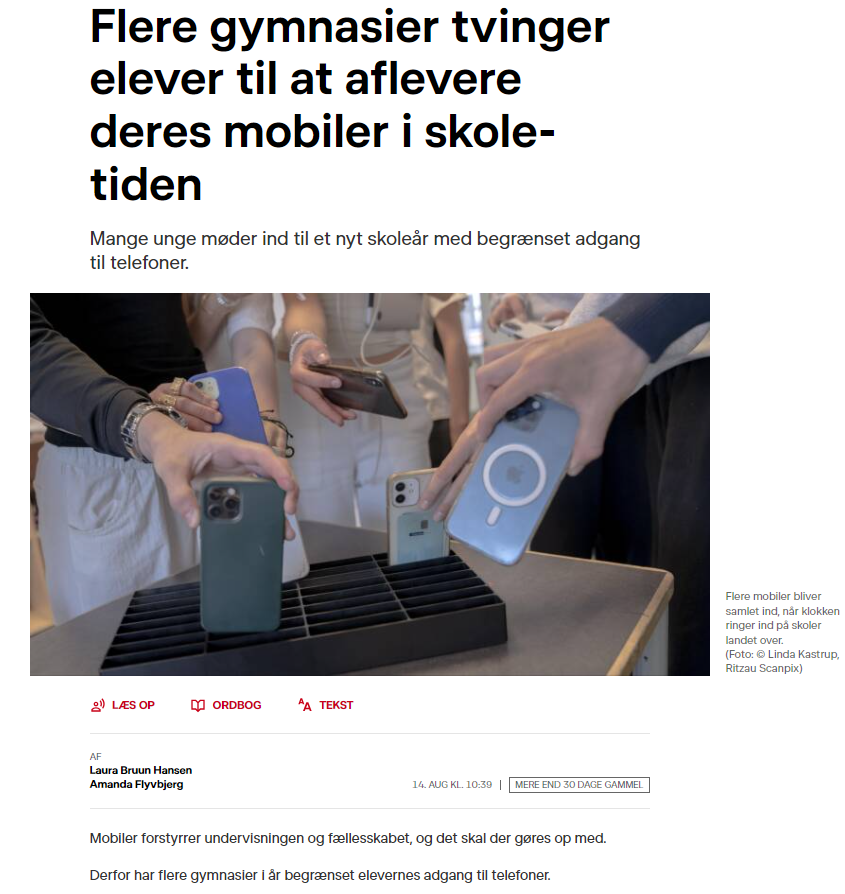 Flere gymnasier tvinger
elever til at aflevere
deres mobiler i skole-
tiden
Mange unge møder ind til et nyt skoleår med begrænset adgang
til telefoner.
Flere mobiler bliver
samlet ind, når klokken
ringer ind på skoler
landet over.
(Foto: © Linda Kastrup,
Ritzau Scanpix)
LÆS OP
ORDBOG
AA TEKST
AF
Laura Bruun Hansen
Amanda Flyvbjerg
14. AUG KL. 10:39 | MERE END 30 DAGE GAMMEL
Mobiler forstyrrer undervisningen og fællesskabet, og det skal der gøres op med.
Derfor har flere gymnasier i år begrænset elevernes adgang til telefoner.